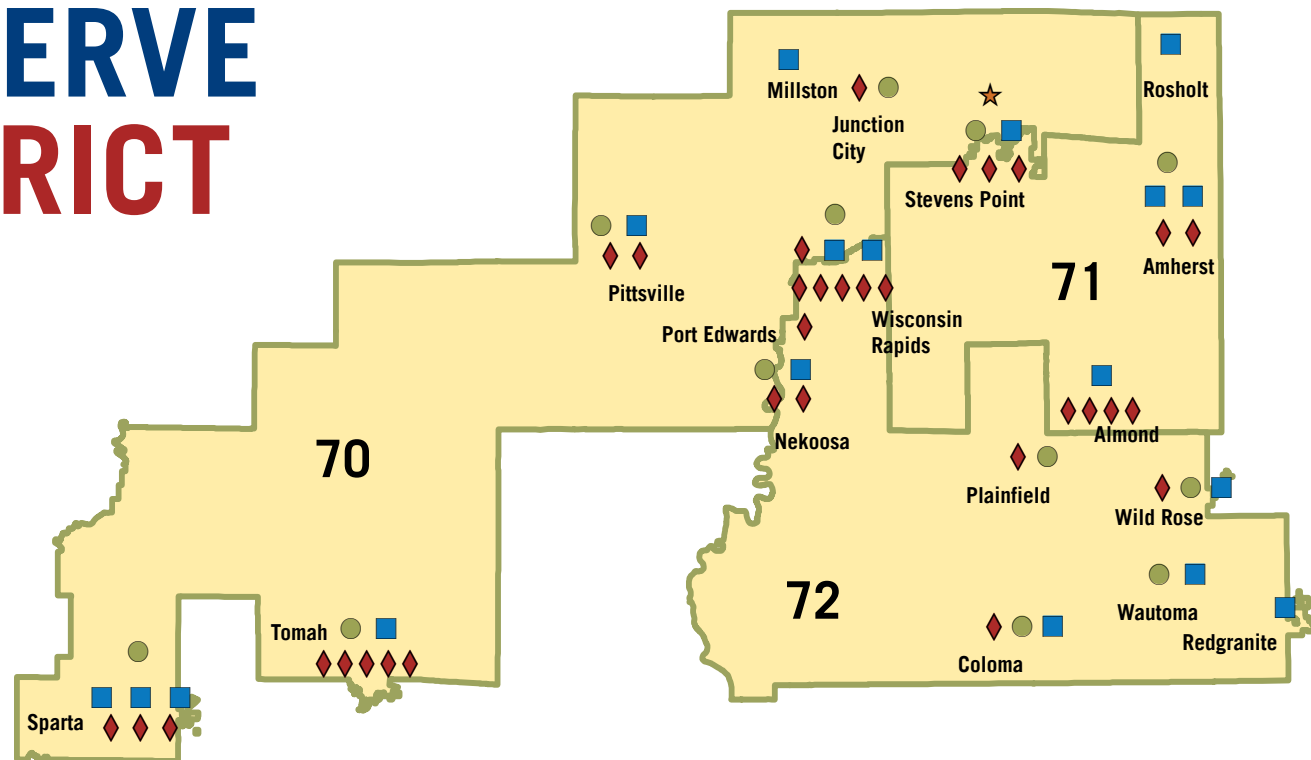 ERVE
RICT
Rosholt
Millston
Junction
City
Stevens Point
Amherst
71
Pittsville
Wisconsin
Rapids
Port Edwards
Almond
Nekoosa
70
Plainfield
Wild Rose
72
Wautoma
Redgranite
Tomah
Coloma
Sparta